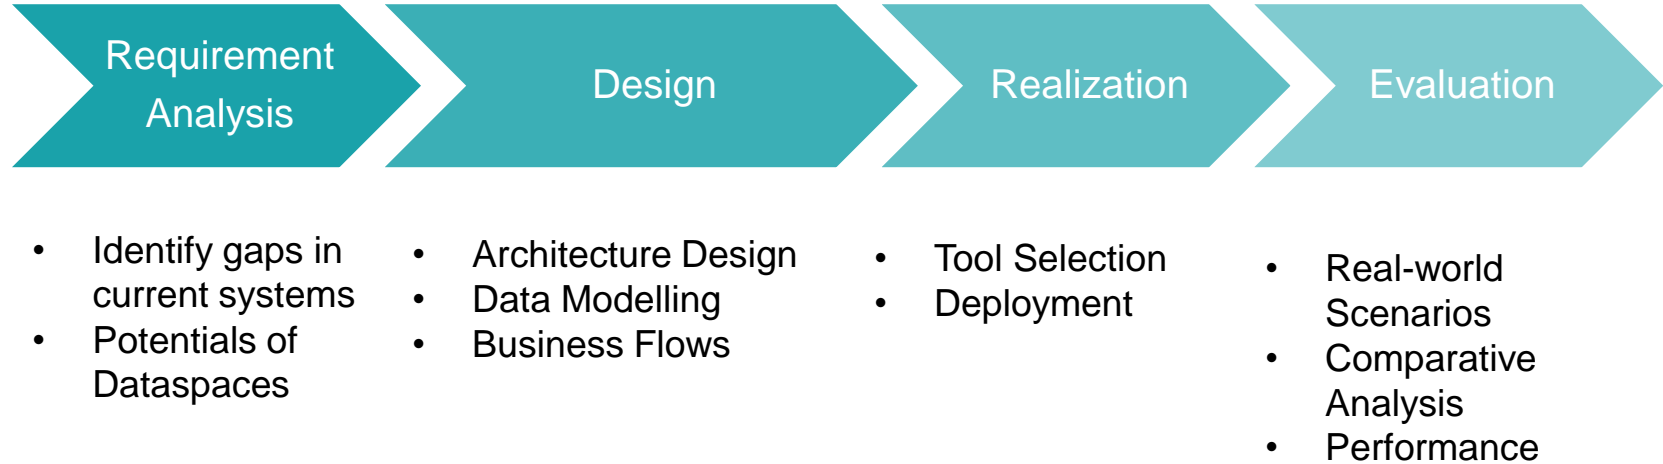 Requirement
Analysis
Design
Realization
Evaluation
• Identify gaps in
current systems
• Potentials of
Dataspaces
• Architecture Design
• Data Modelling
• Business Flows
• Tool Selection
• Deployment
• Real-world
Scenarios
• Comparative
Analysis
• Performance